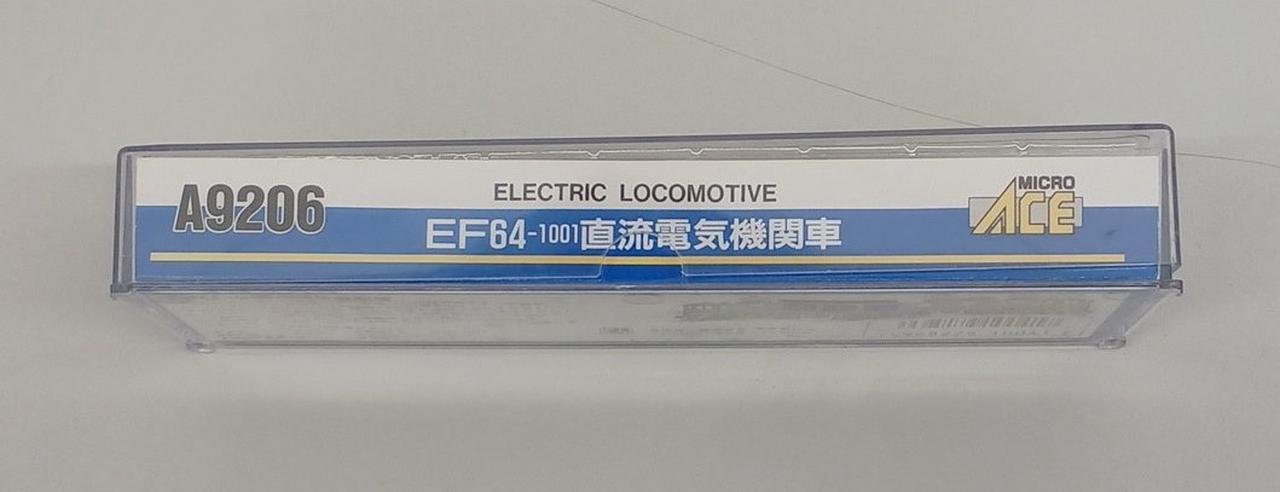 A9206
ELECTRIC LOCOMOTIVE
EF64-1001直流電気機関車
MICRO
ACE